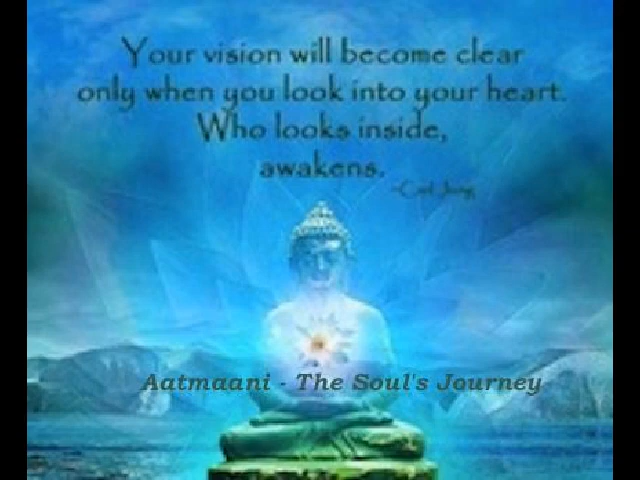 Your vision will become clear
only when you look into your heart.
Who looks inside,
awakens.
~Carl Jung
Aatmaani - The Soul's Journey